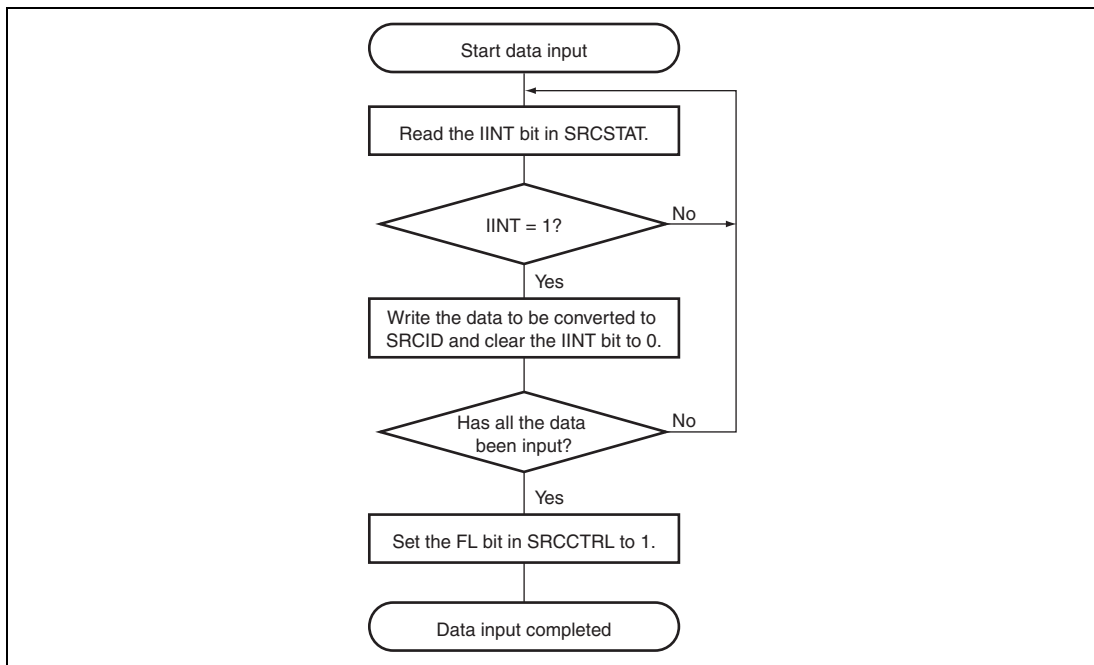 Start data input
Read the IINT bit in SRCSTAT.
IINT = 1?
No
Yes
Write the data to be converted to
SRCID and clear the IINT bit to 0.
Has all the data
been input?
No
Yes
Set the FL bit in SRCCTRL to 1.
Data input completed